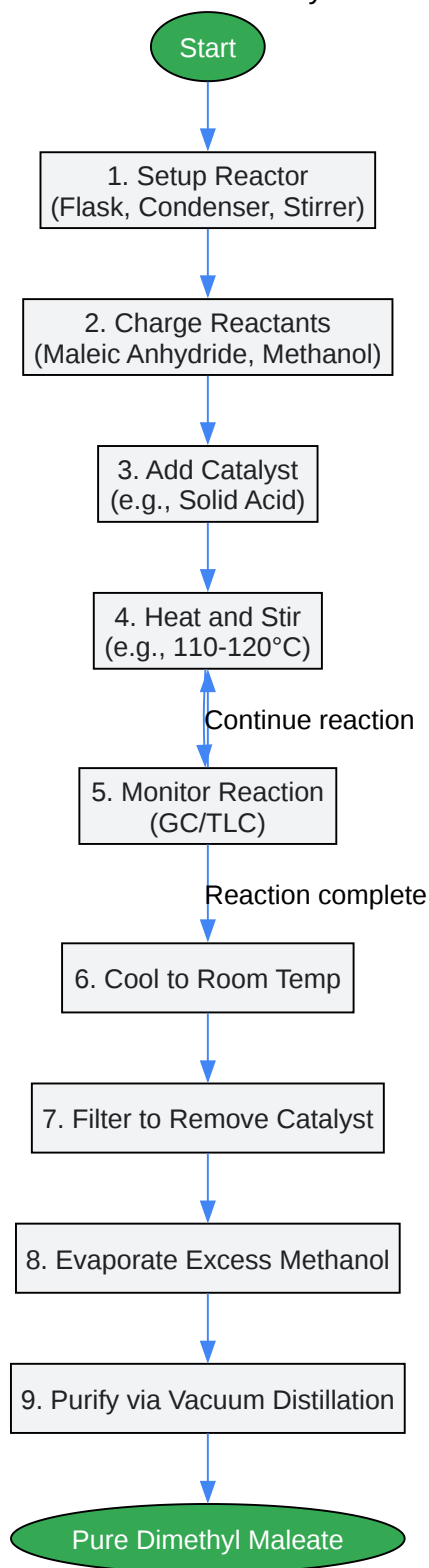 Start
1. Setup Reactor
(Flask, Condenser, Stirrer)
2. Charge Reactants
(Maleic Anhydride, Methanol)
3. Add Catalyst
(e.g., Solid Acid)
4. Heat and Stir
(e.g., 110-120°C)
Continue reaction
5. Monitor Reaction
(GC/TLC)
Reaction complete
6. Cool to Room Temp
7. Filter to Remove Catalyst
8. Evaporate Excess Methanol
9. Purify via Vacuum Distillation
Pure Dimethyl Maleate